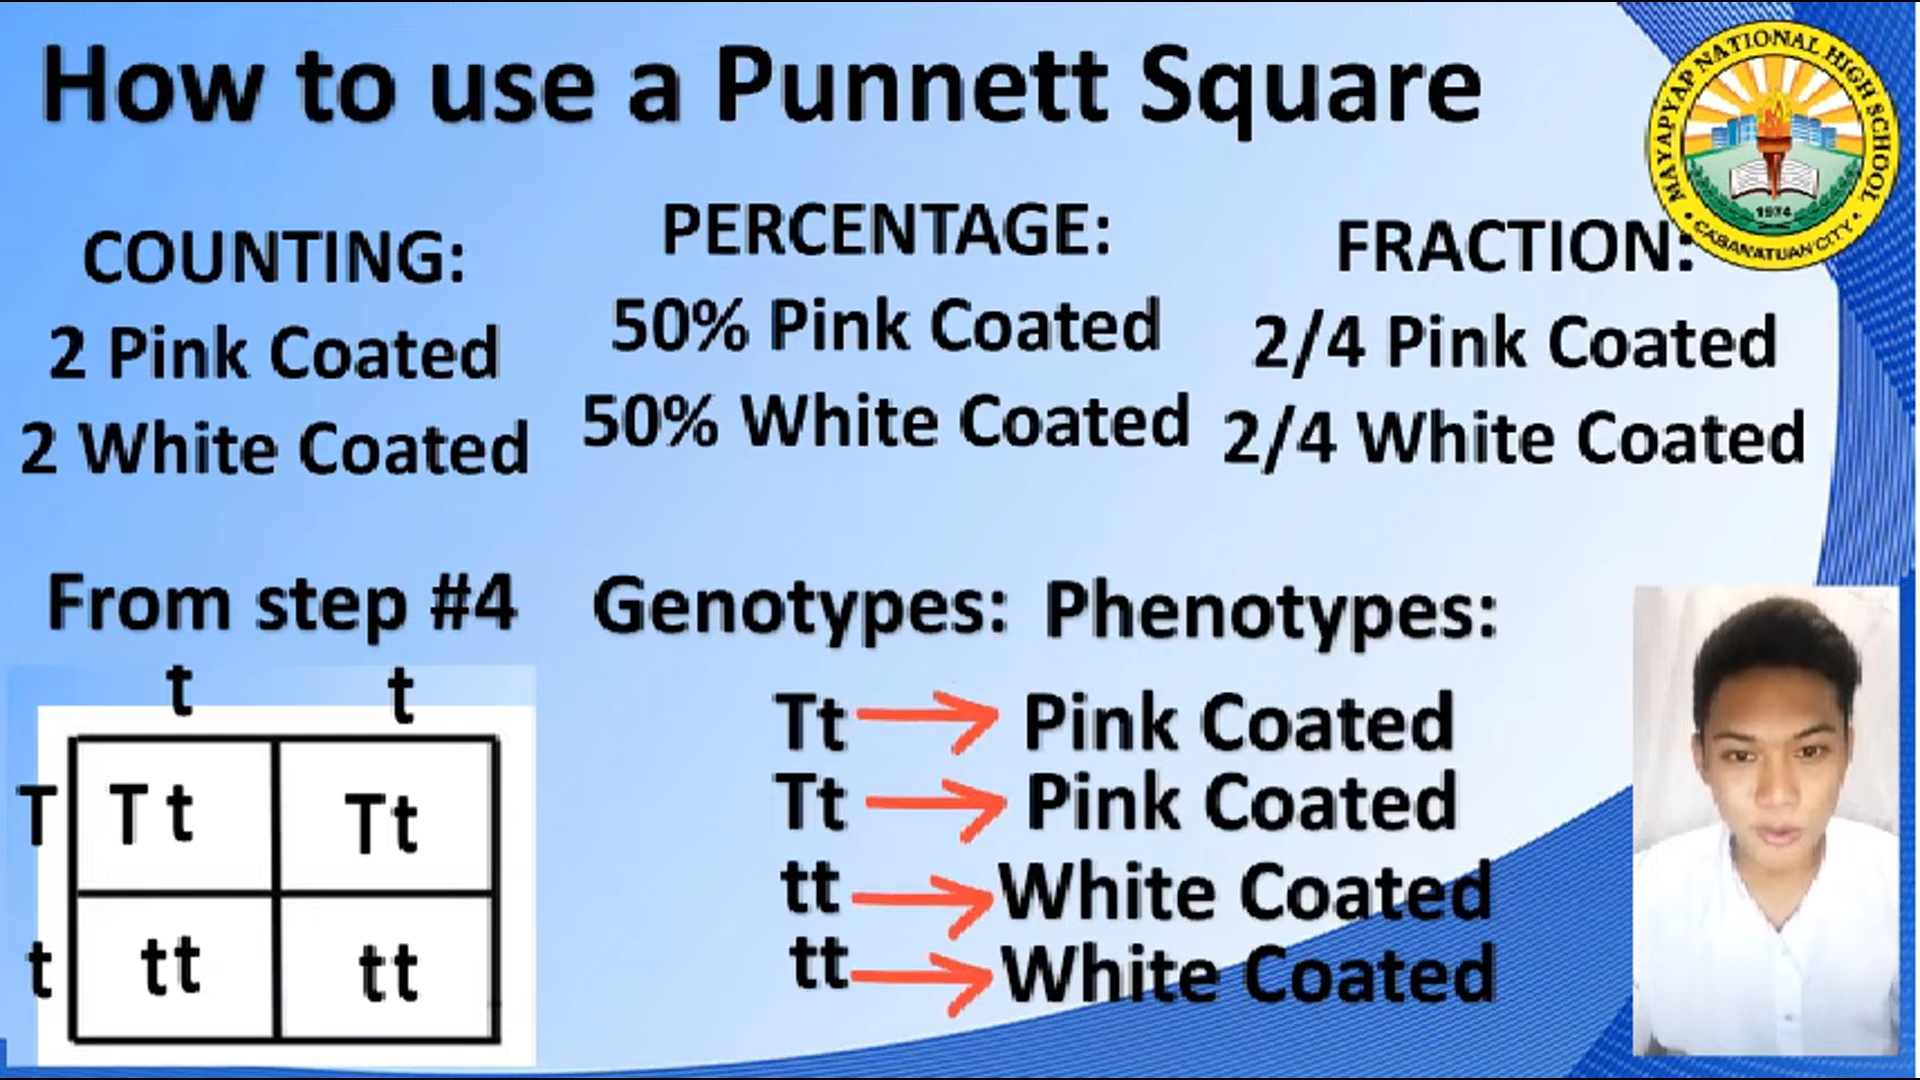 How to use a Punnett Square
MAYAPYAP NATIONAL HIGH SCHOOL
1974
CABANATUAN CITY
COUNTING:
2 Pink Coated
2 White Coated
PERCENTAGE:
50% Pink Coated
50% White Coated
FRACTION:
2/4 Pink Coated
2/4 White Coated
From step #4
t t
T T t Tt
t tt tt
Genotypes: Phenotypes:
Tt Pink Coated
Tt Pink Coated
tt White Coated
tt White Coated